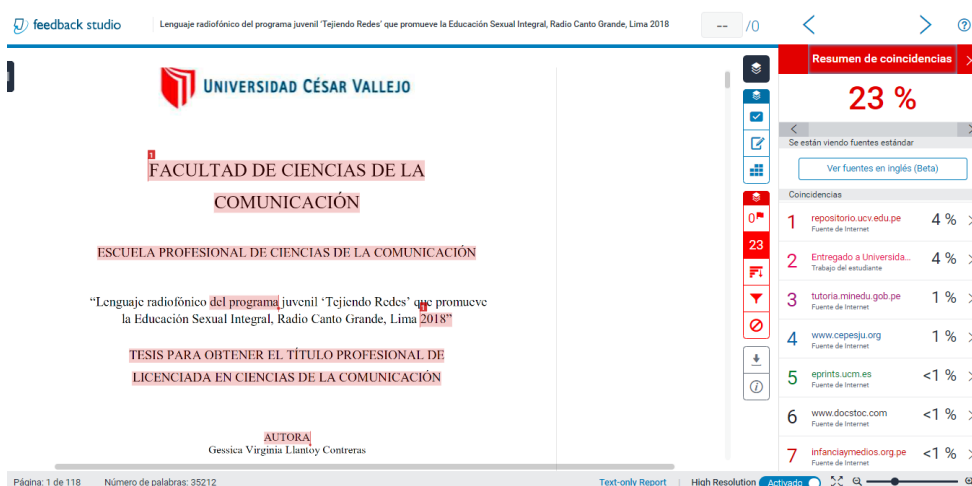 feedback studio
Lenguaje radiofónico del programa juvenil 'Tejiendo Redes' que promueve la Educación Sexual Integral, Radio Canto Grande, Lima 2018
-- /0
?
UNIVERSIDAD CÉSAR VALLEJO
1
FACULTAD DE CIENCIAS DE LA
COMUNICACIÓN
ESCUELA PROFESIONAL DE CIENCIAS DE LA COMUNICACIÓN
“Lenguaje radiofónico del programa juvenil ‘Tejiendo Redes’ que promueve
1
la Educación Sexual Integral, Radio Canto Grande, Lima 2018”
TESIS PARA OBTENER EL TÍTULO PROFESIONAL DE
LICENCIADA EN CIENCIAS DE LA COMUNICACIÓN
AUTORA
Gessica Virginia Llantoy Contreras
0
23
Resumen de coincidencias
23 %
Se están viendo fuentes estándar
Ver fuentes en inglés (Beta)
Coincidencias
1 repositorio.ucv.edu.pe 4 %
Fuente de Internet
2 Entregado a Universida... 4 %
Trabajo del estudiante
3 tutoria.minedu.gob.pe 1 %
Fuente de Internet
4 www.cepesju.org 1 %
Fuente de Internet
5 eprints.ucm.es <1 %
Fuente de Internet
6 www.docstoc.com <1 %
Fuente de Internet
7 infanciaymedios.org.pe <1 %
Fuente de Internet
Página: 1 de 118 Número de palabras: 35212 Text-only Report High Resolution Activado